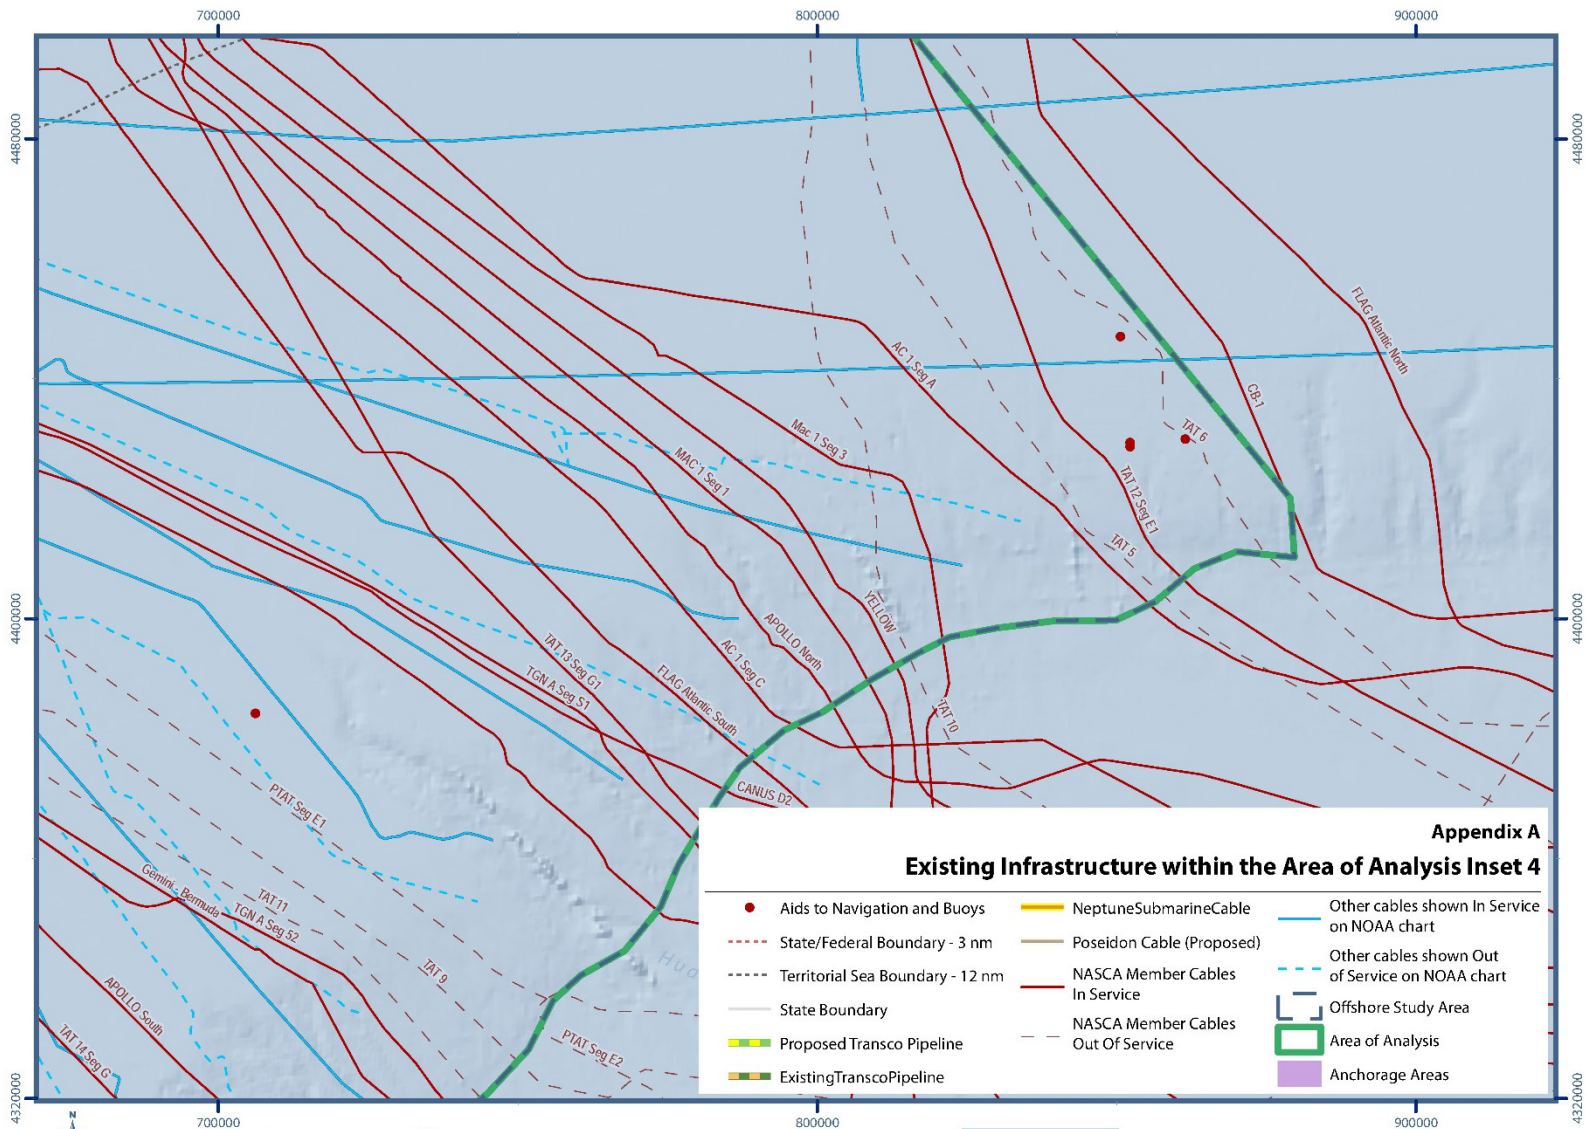 700000
800000
900000
4480000
4480000
FLAG Atlantic North
AC 1 Seg A
CB-1
Mac 1 Seg 3
TAT 6
MAC 1 Seg 1
TAT 12 Seg E1
TAT 5
4400000
4400000
YELLOW
APOLLO North
AC 1 Seg C
TAT 13 Seg G1
TGN A Seg S1
FLAG Atlantic South
TAT 10
CANUS D2
PTAT Seg E1
Gemini - Bermuda
TAT 11
TGN A Seg S2
TAT 9
APOLLO South
PTAT Seg E2
TAT 14 Seg G
Appendix A
Existing Infrastructure within the Area of Analysis Inset 4
Aids to Navigation and Buoys
State/Federal Boundary - 3 nm
Territorial Sea Boundary - 12 nm
State Boundary
Proposed Transco Pipeline
ExistingTranscoPipeline
NeptuneSubmarineCable
Poseidon Cable (Proposed)
NASCA Member Cables
In Service
NASCA Member Cables
Out Of Service
Other cables shown In Service
on NOAA chart
Other cables shown Out
of Service on NOAA chart
Offshore Study Area
Area of Analysis
Anchorage Areas
4320000
4320000
N
700000
800000
900000